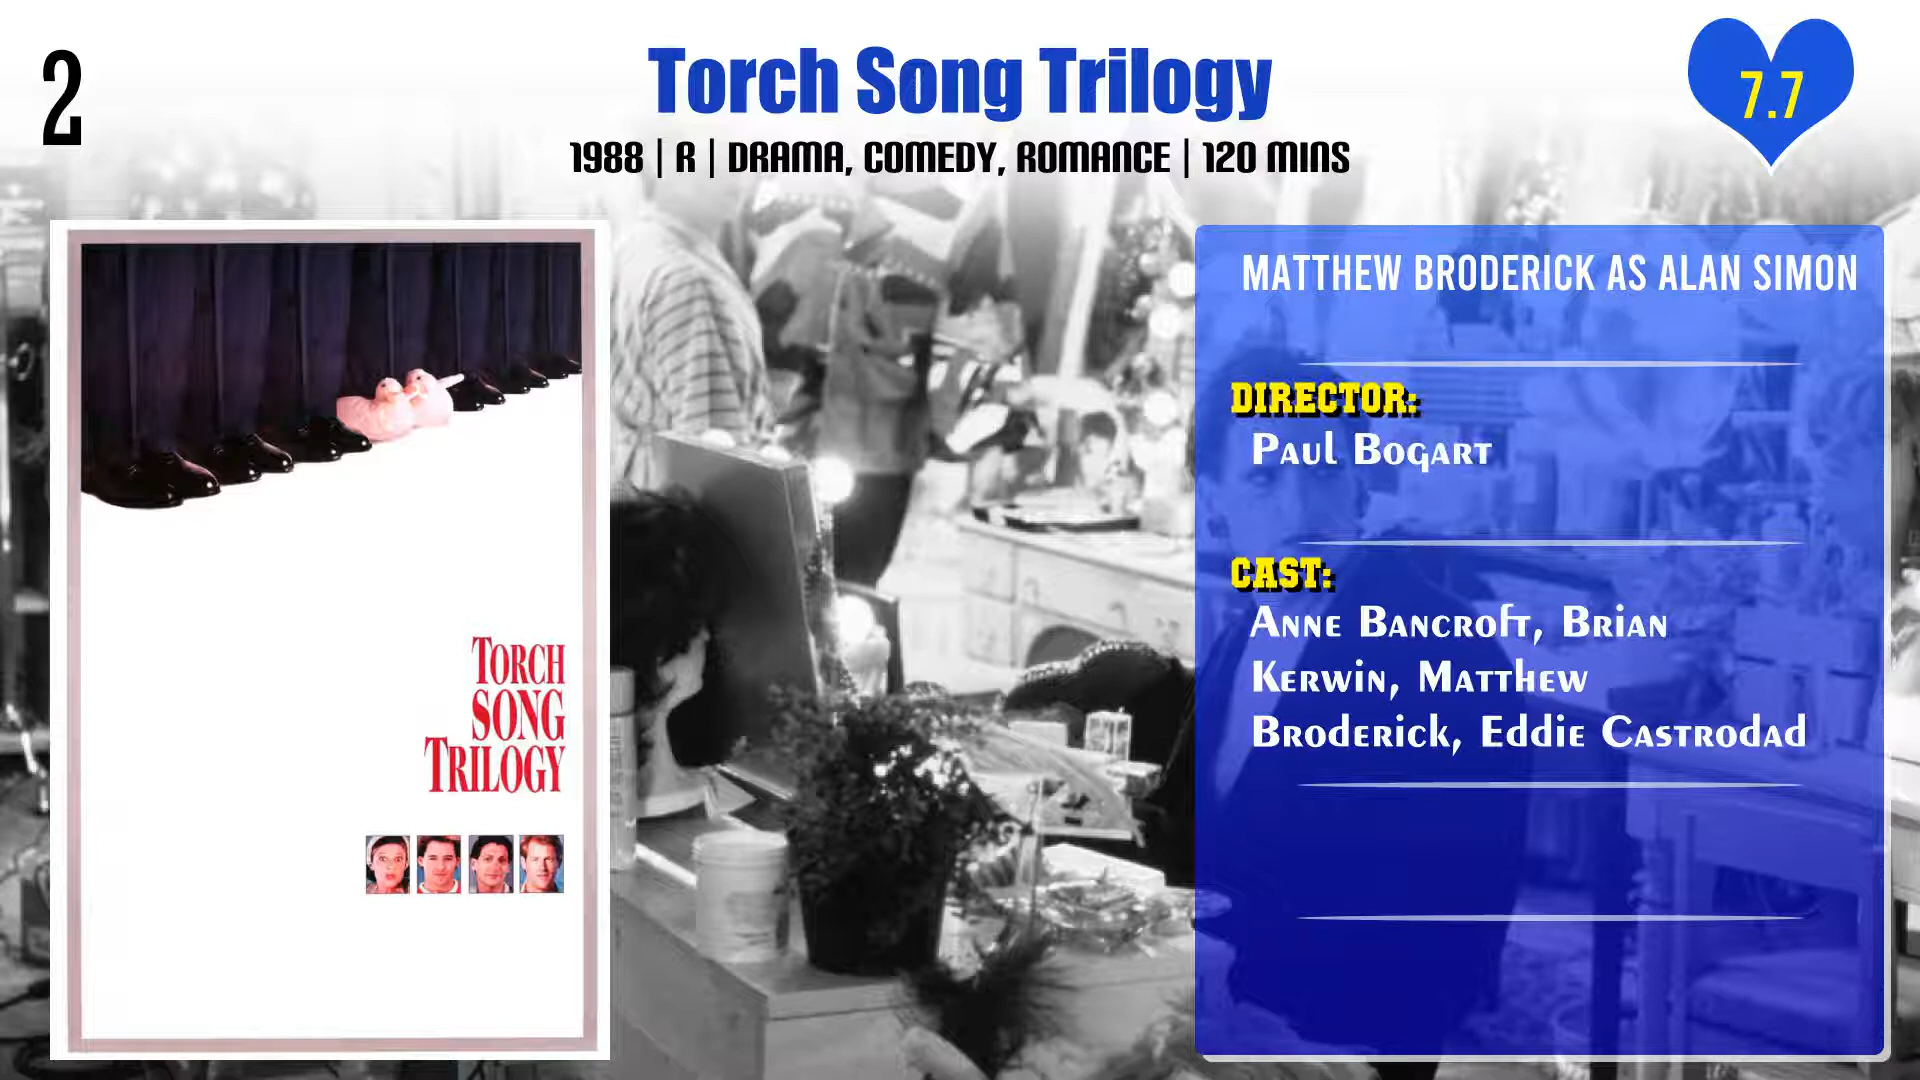 2
Torch Song Trilogy
7.7
1988 | R | DRAMA, COMEDY, ROMANCE | 120 MINS
TORCH
SONG
TRILOGY
MATTHEW BRODERICK AS ALAN SIMON
DIRECTOR:
Paul Bogart
CAST:
Anne Bancroft, Brian
Kerwin, Matthew
Broderick, Eddie Castrodad